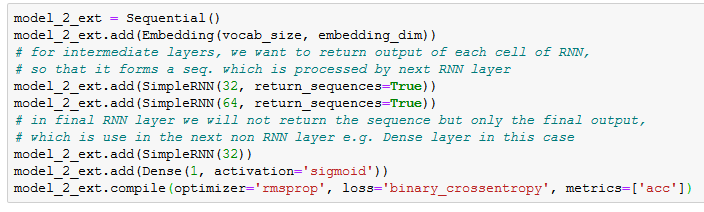 model_2_ext = Sequential()
model_2_ext.add(Embedding(vocab_size, embedding_dim))
# for intermediate layers, we want to return output of each cell of RNN,
# so that it forms a seq. which is processed by next RNN layer
model_2_ext.add(SimpleRNN(32, return_sequences=True))
model_2_ext.add(SimpleRNN(64, return_sequences=True))
# in final RNN layer we will not return the sequence but only the final output,
# which is use in the next non RNN layer e.g. Dense layer in this case
model_2_ext.add(SimpleRNN(32))
model_2_ext.add(Dense(1, activation='sigmoid'))
model_2_ext.compile(optimizer='rmsprop', loss='binary_crossentropy', metrics=['acc'])